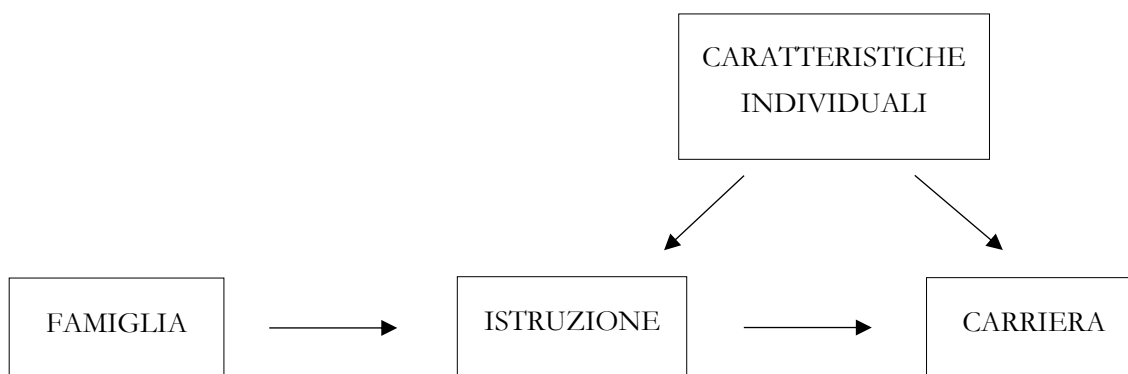 CARATTERISTICHE
INDIVIDUALI
FAMIGLIA
ISTRUZIONE
CARRIERA